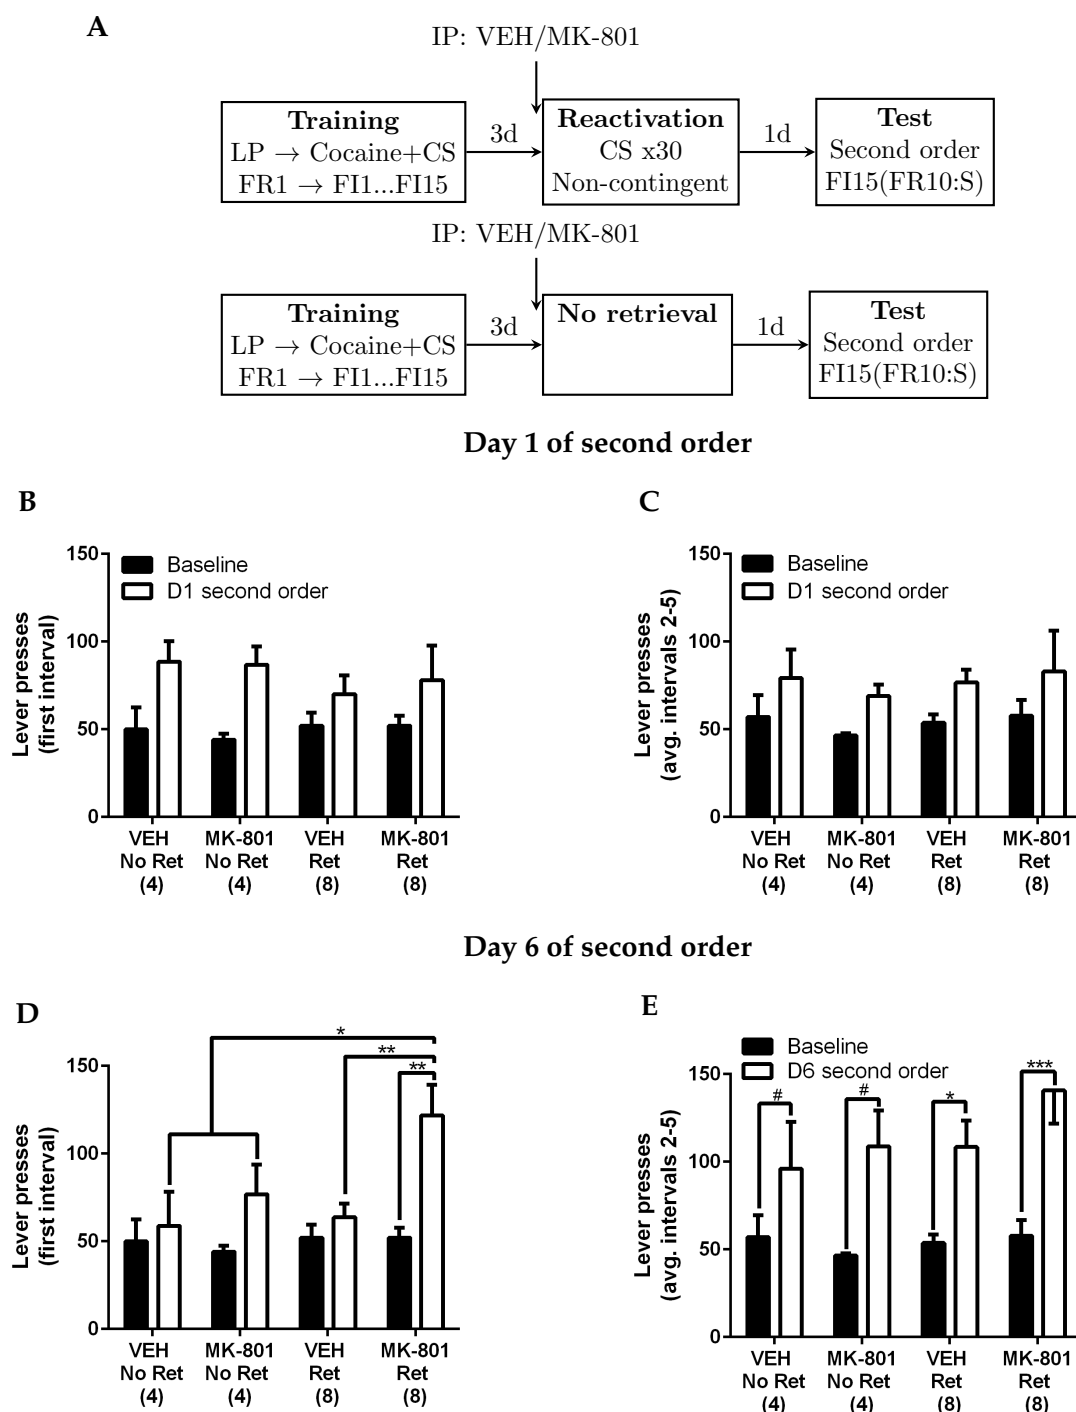 A
IP: VEH/MK-801
Training
LP → Cocaine+CS
FR1 → FI1...FI15
3d
Reactivation
CS x30
Non-contingent
1d
Test
Second order
FI15(FR10:S)
IP: VEH/MK-801
Training
LP → Cocaine+CS
FR1 → FI1...FI15
3d
No retrieval
1d
Test
Second order
FI15(FR10:S)
Day 1 of second order
B
Lever presses
(first interval)
150
100
50
0
Baseline
D1 second order
VEH
No Ret
(4)
MK-801
No Ret
(4)
VEH
Ret
(8)
MK-801
Ret
(8)
C
Lever presses
(avg. intervals 2-5)
150
100
50
0
Baseline
D1 second order
VEH
No Ret
(4)
MK-801
No Ret
(4)
VEH
Ret
(8)
MK-801
Ret
(8)
Day 6 of second order
D
Lever presses
(first interval)
150
100
50
0
*
**
**
VEH
No Ret
(4)
MK-801
No Ret
(4)
VEH
Ret
(8)
MK-801
Ret
(8)
E
Lever presses
(avg. intervals 2-5)
150
100
50
0
Baseline
D6 second order
#
#
*
***
VEH
No Ret
(4)
MK-801
No Ret
(4)
VEH
Ret
(8)
MK-801
Ret
(8)